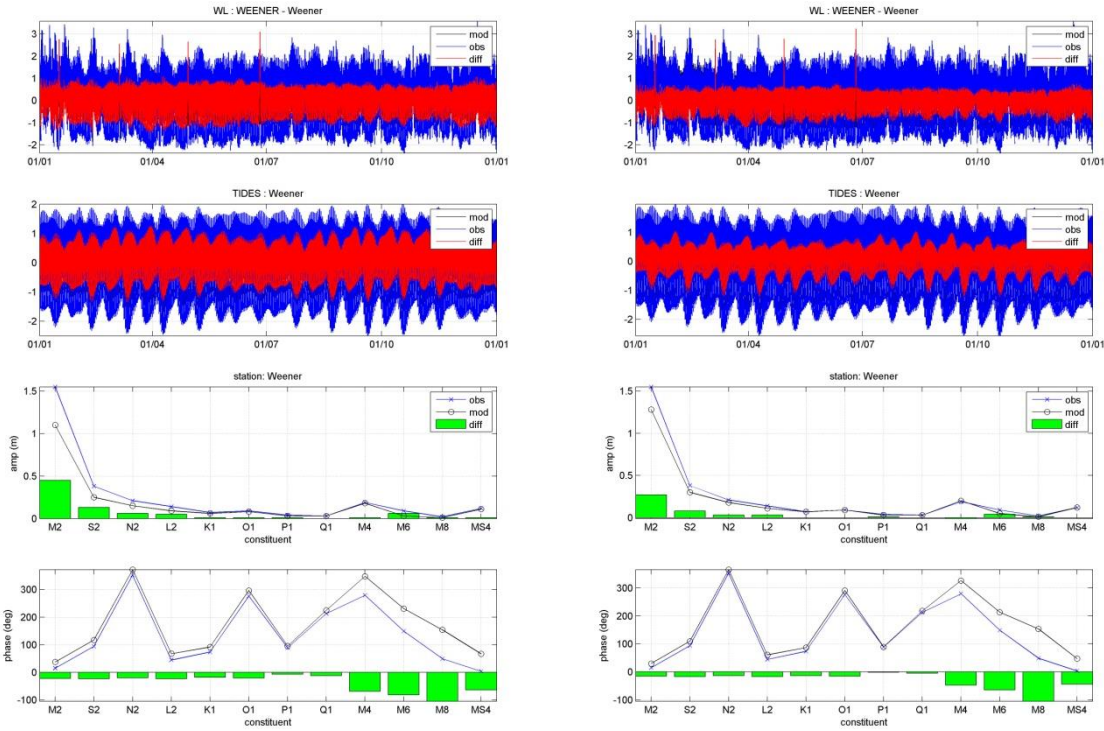 WL : WEENER - Weener
3
2
1
0
-1
-2
mod
obs
diff
01/01 01/04 01/07 01/10 01/01
TIDES : Weener
2
1
0
-1
-2
mod
obs
diff
01/01 01/04 01/07 01/10 01/01
station: Weener
1.5
1
0.5
0
amp (m)
obs
mod
diff
M2 S2 N2 L2 K1 O1 P1 Q1 M4 M6 M8 MS4
constituent
300
200
100
0
-100
phase (deg)
M2 S2 N2 L2 K1 O1 P1 Q1 M4 M6 M8 MS4
constituent
WL : WEENER - Weener
3
2
1
0
-1
-2
mod
obs
diff
01/01 01/04 01/07 01/10 01/01
TIDES : Weener
1
0
-1
-2
mod
obs
diff
01/01 01/04 01/07 01/10 01/01
station: Weener
1.5
1
0.5
0
amp (m)
obs
mod
diff
M2 S2 N2 L2 K1 O1 P1 Q1 M4 M6 M8 MS4
constituent
300
200
100
0
-100
phase (deg)
M2 S2 N2 L2 K1 O1 P1 Q1 M4 M6 M8 MS4
constituent